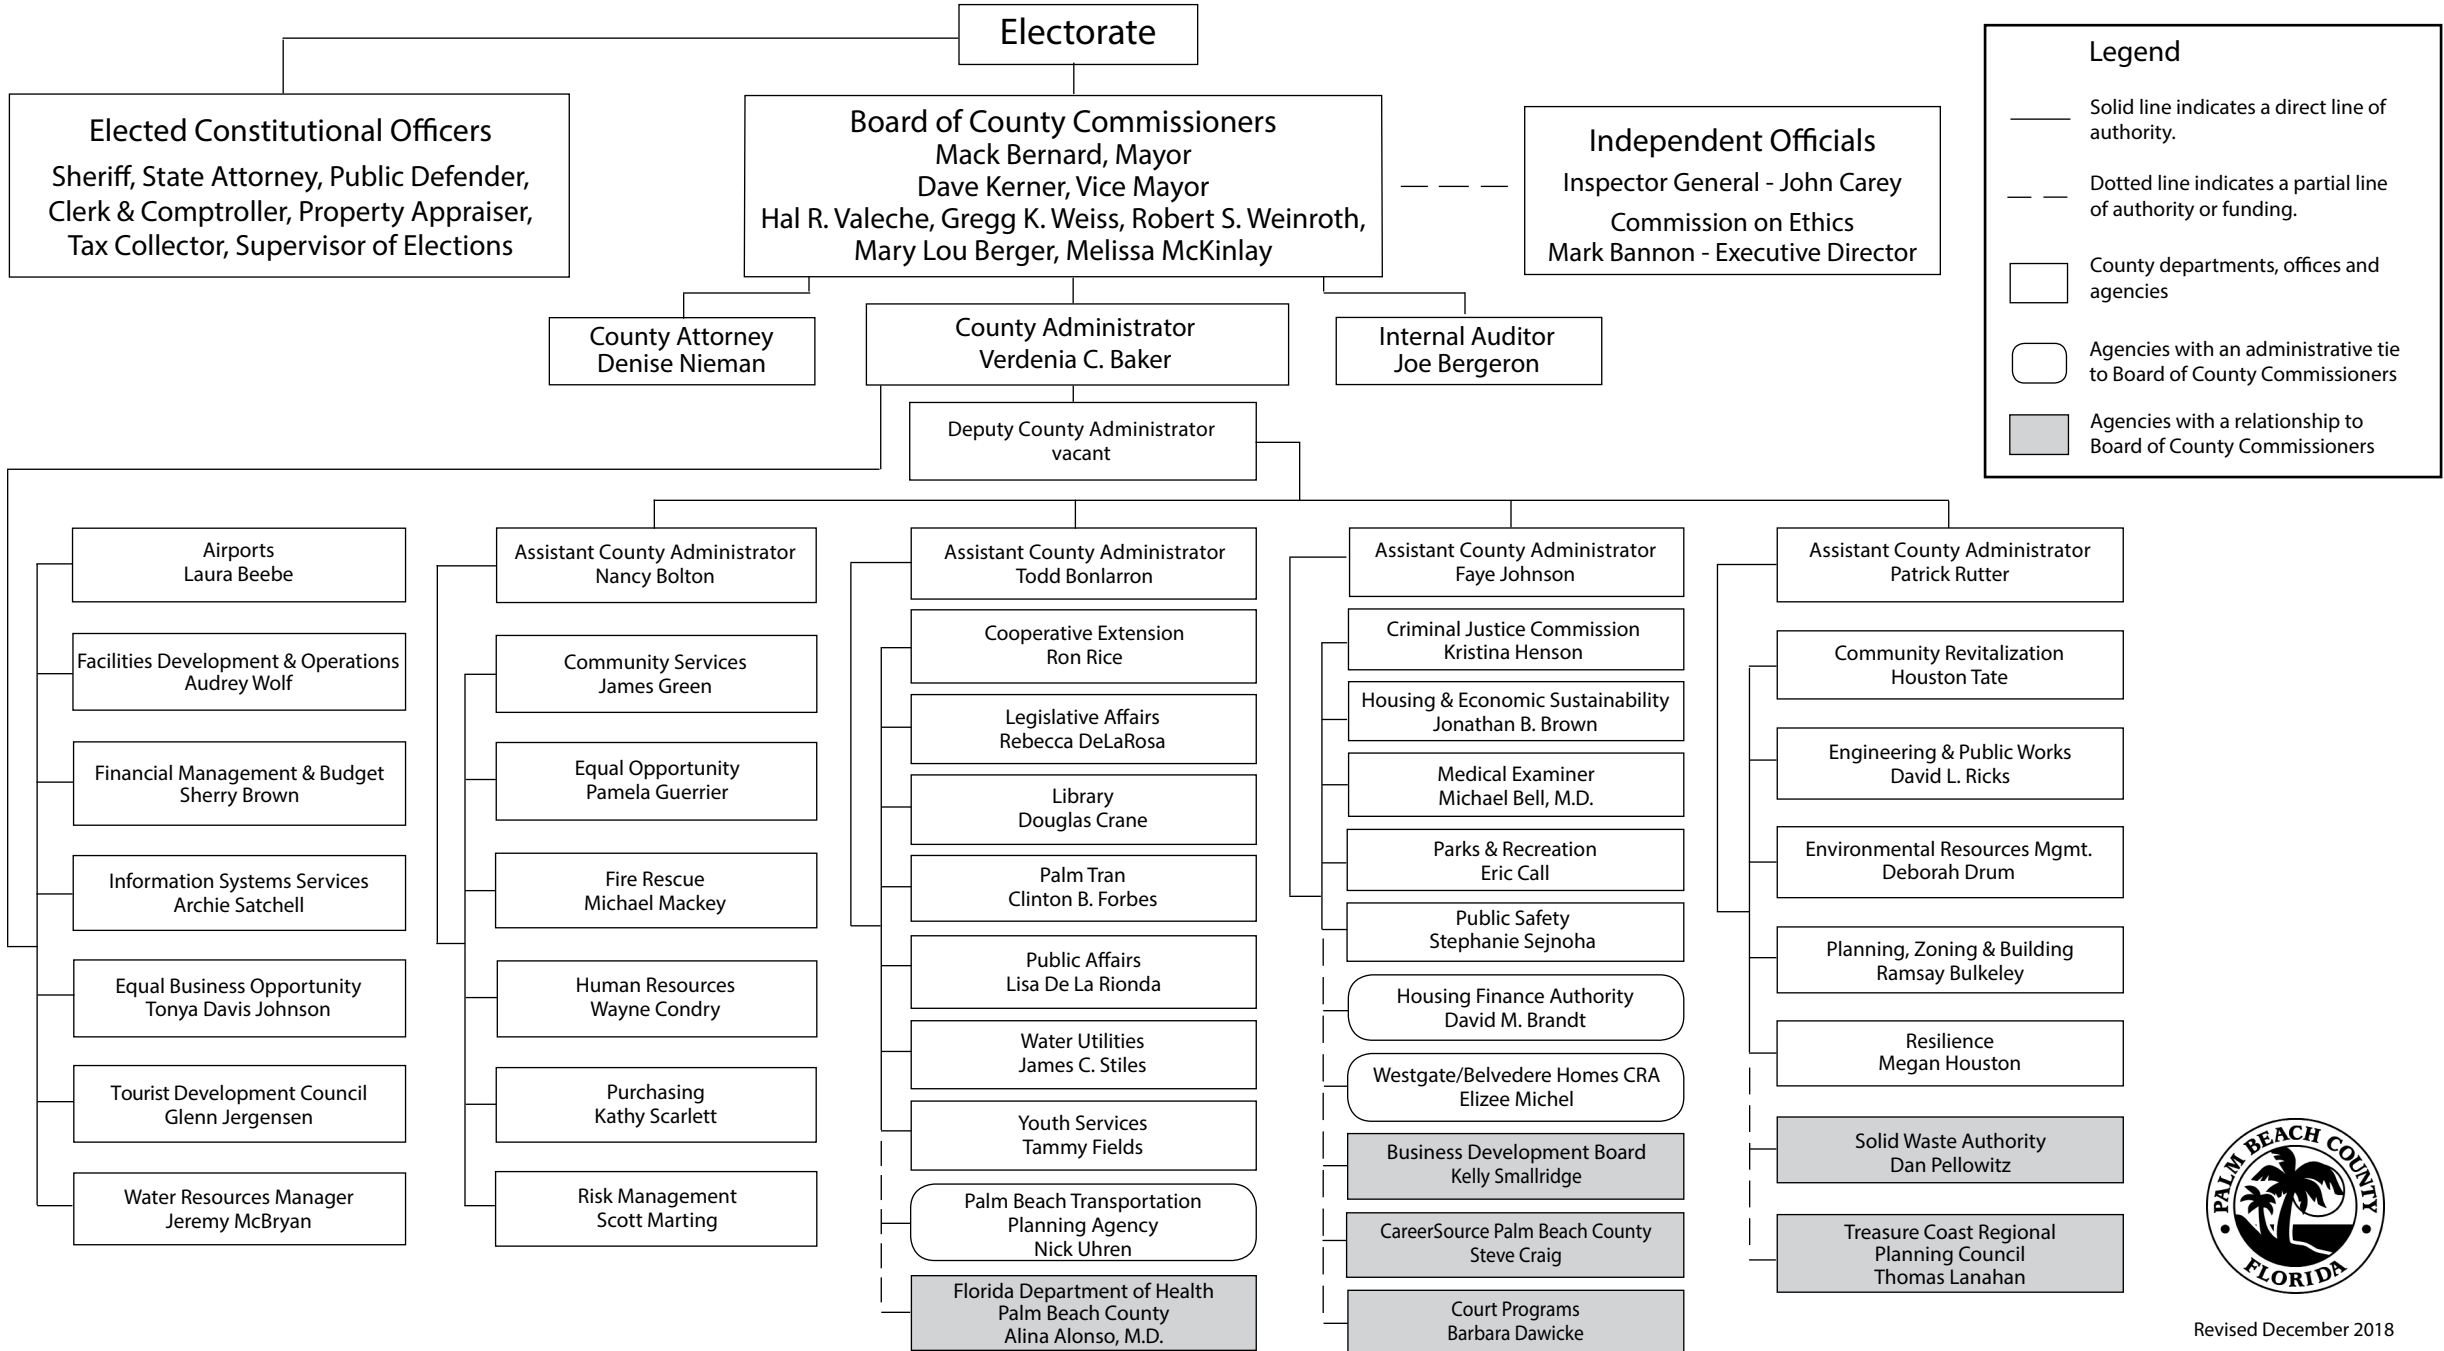 Electorate
Elected Constitutional Officers
Sheriff, State Attorney, Public Defender,
Clerk & Comptroller, Property Appraiser,
Tax Collector, Supervisor of Elections
Board of County Commissioners
Mack Bernard, Mayor
Dave Kerner, Vice Mayor
Hal R. Valeche, Gregg K. Weiss, Robert S. Weinroth,
Mary Lou Berger, Melissa McKinlay
Independent Officials
Inspector General - John Carey
Commission on Ethics
Mark Bannon - Executive Director
Legend
Solid line indicates a direct line of
authority.
Dotted line indicates a partial line
of authority or funding.
County departments, offices and
agencies
Agencies with an administrative tie
to Board of County Commissioners
Agencies with a relationship to
Board of County Commissioners
County Attorney
Denise Nieman
County Administrator
Verdenia C. Baker
Internal Auditor
Joe Bergeron
Deputy County Administrator
vacant
Airports
Laura Beebe
Facilities Development & Operations
Audrey Wolf
Financial Management & Budget
Sherry Brown
Information Systems Services
Archie Satchell
Equal Business Opportunity
Tonya Davis Johnson
Tourist Development Council
Glenn Jergensen
Water Resources Manager
Jeremy McBryan
Assistant County Administrator
Nancy Bolton
Community Services
James Green
Equal Opportunity
Pamela Guerrier
Fire Rescue
Michael Mackey
Human Resources
Wayne Condry
Purchasing
Kathy Scarlett
Risk Management
Scott Marting
Assistant County Administrator
Todd Bonlarron
Cooperative Extension
Ron Rice
Legislative Affairs
Rebecca DeLaRosa
Library
Douglas Crane
Palm Tran
Clinton B. Forbes
Public Affairs
Lisa De La Rionda
Water Utilities
James C. Stiles
Youth Services
Tammy Fields
Palm Beach Transportation
Planning Agency
Nick Uhren
Florida Department of Health
Palm Beach County
Alina Alonso, M.D.
Assistant County Administrator
Faye Johnson
Criminal Justice Commission
Kristina Henson
Housing & Economic Sustainability
Jonathan B. Brown
Medical Examiner
Michael Bell, M.D.
Parks & Recreation
Eric Call
Public Safety
Stephanie Sejnoha
Housing Finance Authority
David M. Brandt
Westgate/Belvedere Homes CRA
Elizee Michel
Business Development Board
Kelly Smallridge
CareerSource Palm Beach County
Steve Craig
Court Programs
Barbara Dawicke
Assistant County Administrator
Patrick Rutter
Community Revitalization
Houston Tate
Engineering & Public Works
David L. Ricks
Environmental Resources Mgmt.
Deborah Drum
Planning, Zoning & Building
Ramsay Bulkeley
Resilience
Megan Houston
Solid Waste Authority
Dan Pellowitz
Treasure Coast Regional
Planning Council
Thomas Lanahan
PALM BEACH COUNTY
FLORIDA
Revised December 2018